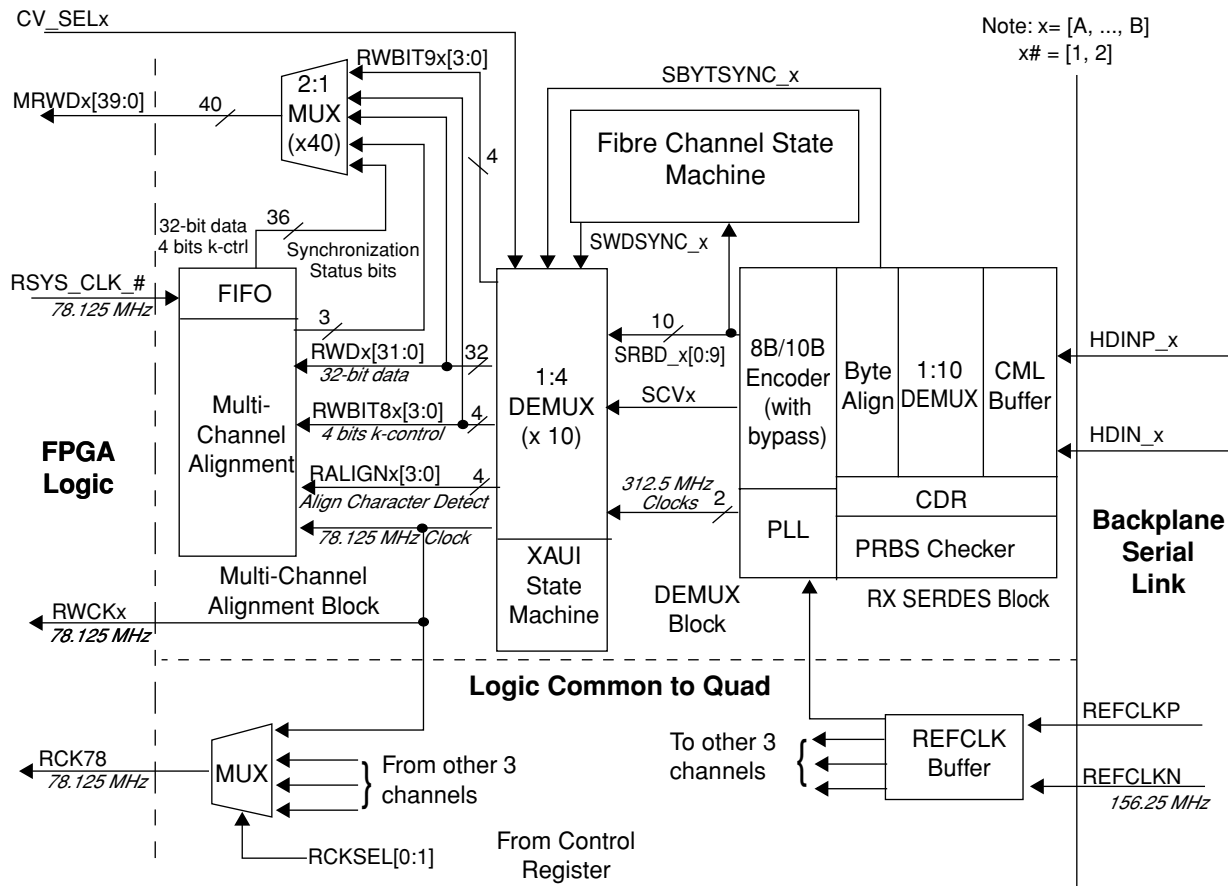 CV_SELx
Note: x= [A, ..., B]
x# = [1, 2]
RWBIT9x[3:0]
SBYTSYNC_x
MRWDx[39:0]
40
2:1
MUX
(x40)
4
Fibre Channel State
Machine
32-bit data
4 bits k-ctrl
36
Synchronization
Status bits
SWDSYNC_x
RSYS_CLK_#
78.125 MHz
FIFO
3
RWDx[31:0]
32
32-bit data
Multi-
Channel
Alignment
RWBIT8x[3:0]
4
4 bits k-control
RALIGNx[3:0]
4
Align Character Detect
78.125 MHz Clock
1:4
DEMUX
(x 10)
XAUI
State
Machine
10
SRBD_x[0:9]
SCVx
312.5 MHz
Clocks
2
8B/10B
Encoder
(with
bypass)
Byte
Align
1:10
DEMUX
CML
Buffer
HDINP_x
HDIN_x
PLL
CDR
PRBS Checker
FPGA
Logic
Backplane
Serial
Link
Multi-Channel
Alignment Block
DEMUX
Block
RX SERDES Block
RWCKx
78.125 MHz
Logic Common to Quad
RCK78
78.125 MHz
MUX
From other 3
channels
To other 3
channels
REFCLK
Buffer
REFCLKP
REFCLKN
156.25 MHz
RCKSEL[0:1]
From Control
Register